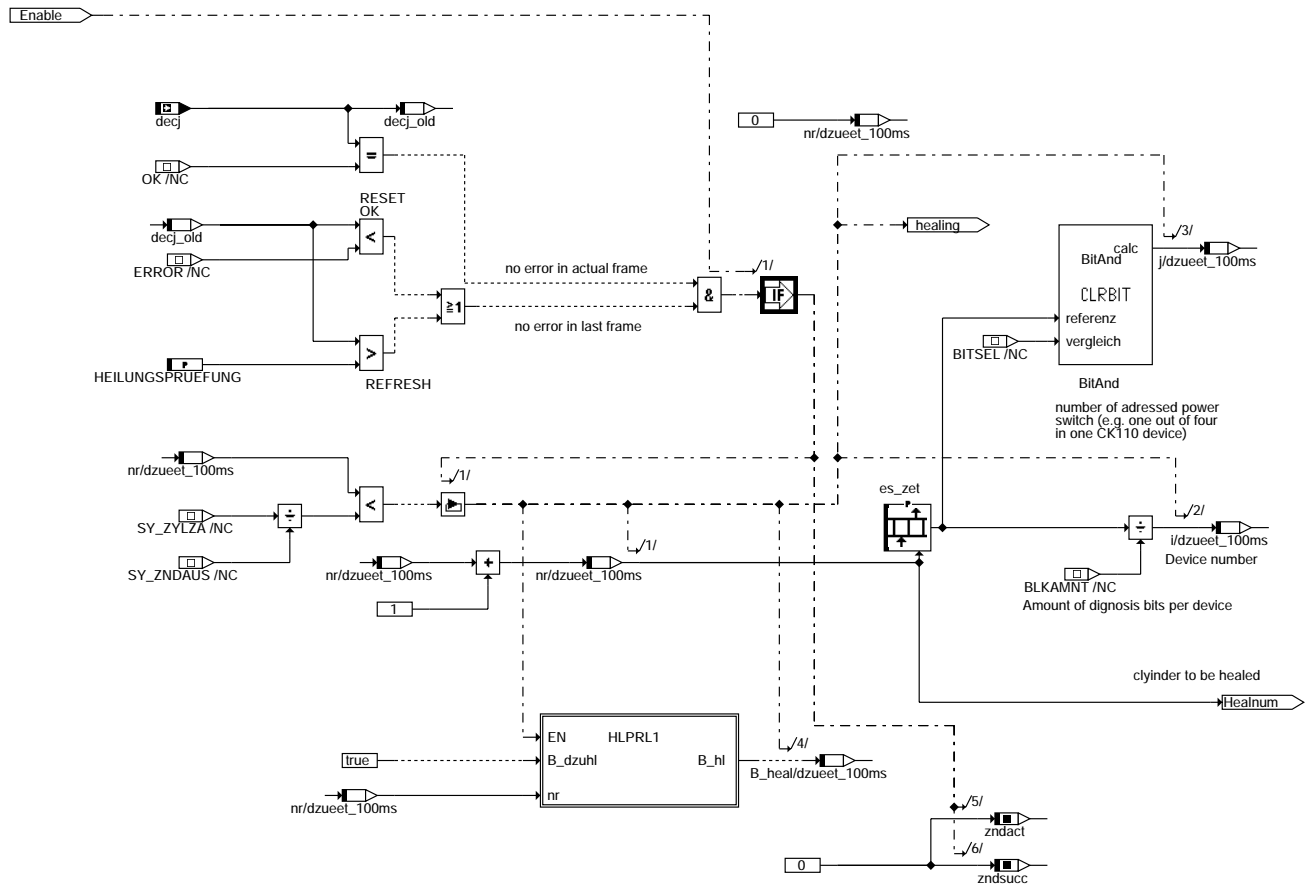 Enable
decj
decj_old
0
nr/dzueet_100ms
=
OK /NC
RESET
OK
healing
decj_old
<
/3/
calc
BitAnd
j/dzueet_100ms
ERROR /NC
no error in actual frame
/1/
CLRBIT
&
IF
≧1
no error in last frame
referenz
BITSEL /NC
vergleich
>
P
HEILUNGSPRUEFUNG
REFRESH
BitAnd
number of adressed power
switch (e.g. one out of four
in one CK110 device)
nr/dzueet_100ms
/1/
es_zet
P
<
SY_ZYLZA /NC
÷
/2/
÷
i/dzueet_100ms
/1/
SY_ZNDAUS /NC
nr/dzueet_100ms
+
nr/dzueet_100ms
Device number
BLKAMNT /NC
1
Amount of dignosis bits per device
clyinder to be healed
Healnum
EN
HLPRL1
/4/
true
B_dzuhl
B_hl
B_heal/dzueet_100ms
nr
nr/dzueet_100ms
/5/
zndact
/6/
0
zndsucc